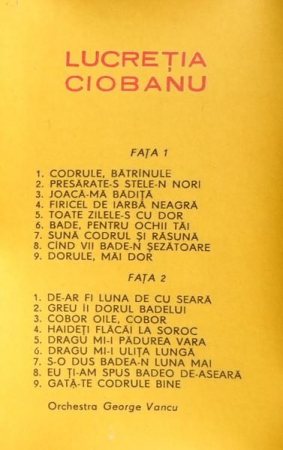 LUCREȚIA
CIOBANU
FAȚA 1
1. CODRULE, BĂTRÎNULE
2. PRESĂRATE-S STELE-N NORI
3. JOACĂ-MĂ BĂDIȚĂ
4. FIRICEL DE IARBĂ NEAGRĂ
5. TOATE ZILELE-S CU DOR
6. BADE, PENTRU OCHII TĂI
7. SUNĂ CODRUL ȘI RĂSUNĂ
8. CÎND VII BADE-N ȘEZĂTOARE
9. DORULE, MĂI DOR
FAȚA 2
1. DE-AR FI LUNA DE CU SEARĂ
2. GREU ÎI DORUL BADELUI
3. COBOR OILE, COBOR
4. HAIDEȚI FLĂCĂI LA SOROC
5. DRAGU MI-I PĂDUREA VARA
6. DRAGU MI-I ULIȚA LUNGĂ
7. S-O DUS BADEA-N LUNA MAI
8. EU ȚI-AM SPUS BADEO DE-ASEARĂ
9. GATĂ-TE CODRULE BINE
Orchestra George Vancu